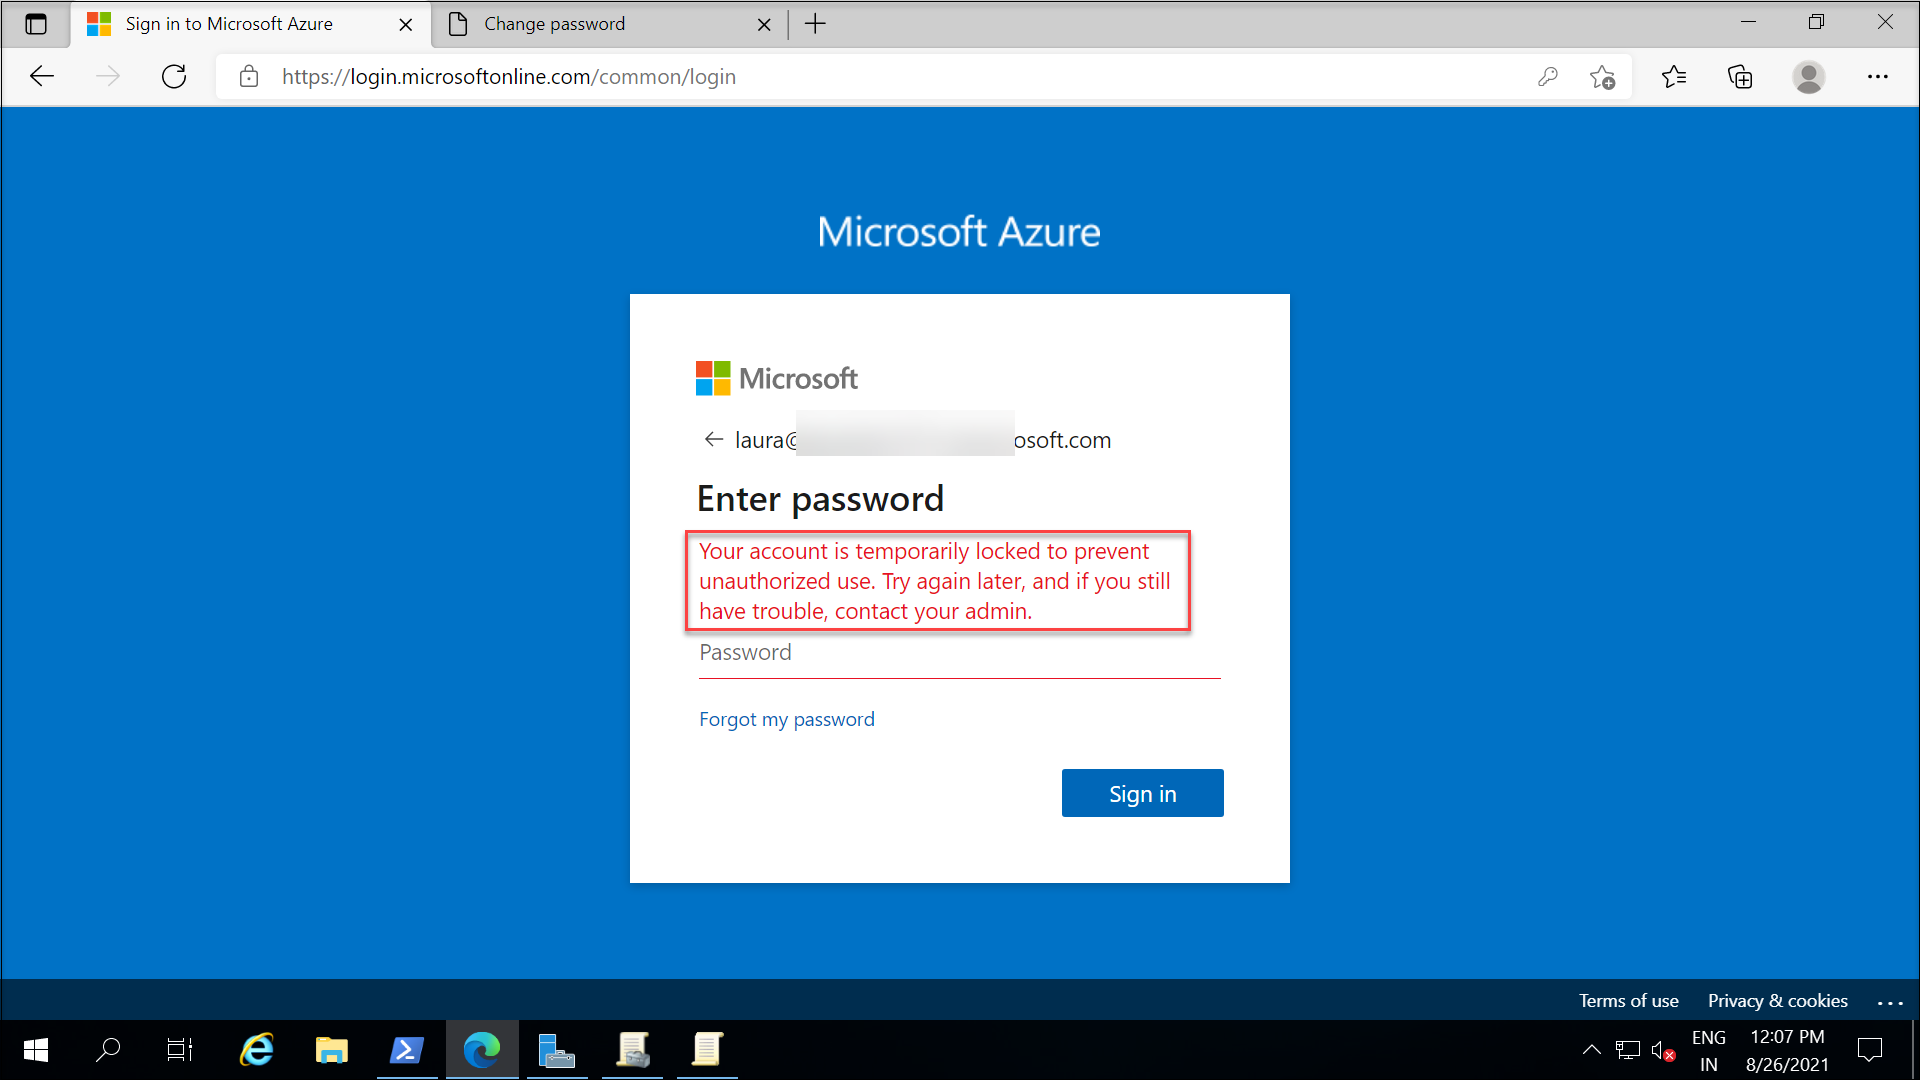 Sign in to Microsoft Azure
Change password
https://login.microsoftonline.com/common/login
Microsoft Azure
Microsoft
laura@ osoft.com
Enter password
Your account is temporarily locked to prevent
unauthorized use. Try again later, and if you still
have trouble, contact your admin.
Password
Forgot my password
Sign in
Terms of use
Privacy & cookies
ENG
IN
12:07 PM
8/26/2021